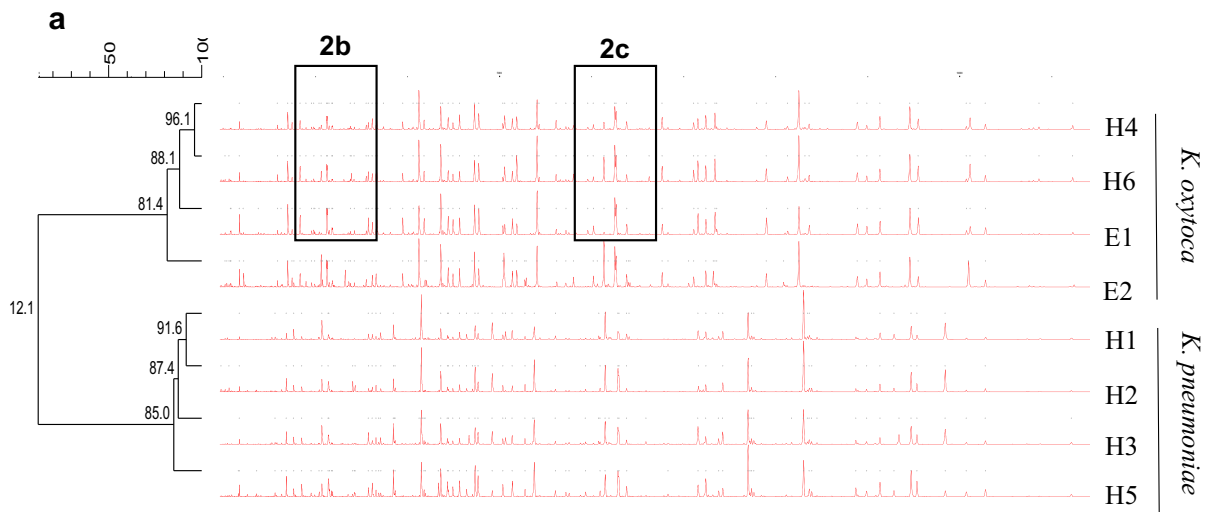 a
50
100
2b
2c
96.1
88.1
81.4
12.1
91.6
87.4
85.0
H4
H6
E1
E2
H1
H2
H3
H5
K. oxytoca
K. pneumoniae